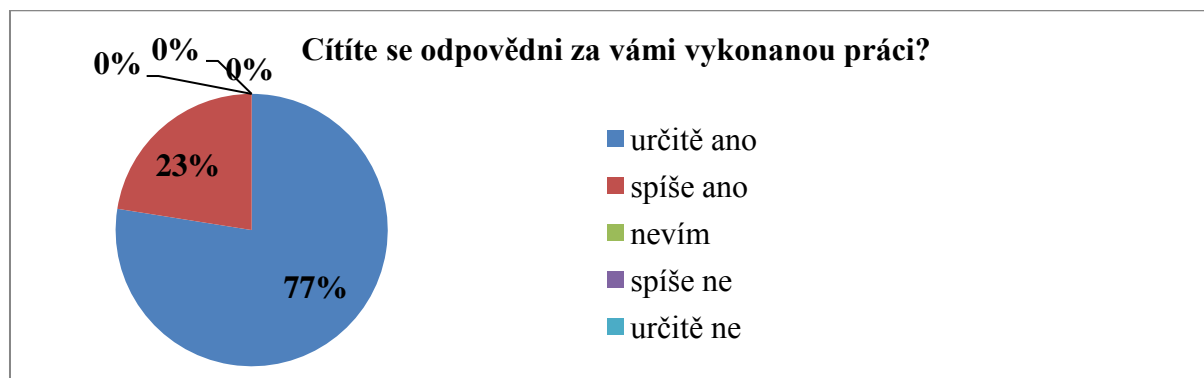 Cítíte se odpovědni za vámi vykonanou práci?
0%
0%
0%
23%
77%
určitě ano
spíše ano
nevím
spíše ne
určitě ne